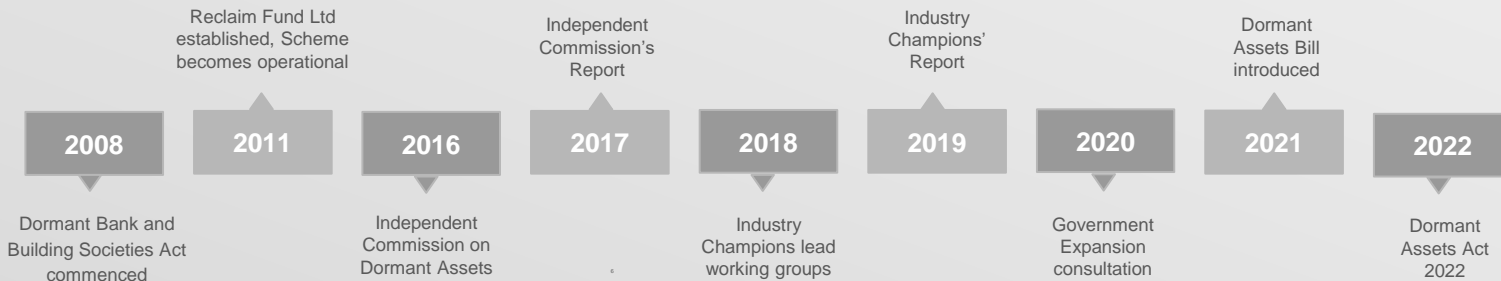 Reclaim Fund Ltd
established, Scheme
becomes operational
Independent
Commission's
Report
Industry
Champions'
Report
Dormant
Assets Bill
introduced
2008
2011
2016
2017
2018
2019
2020
2021
2022
Dormant Bank and
Building Societies Act
commenced
Independent
Commission on
Dormant Assets
Industry
Champions lead
working groups
Government
Expansion
consultation
Dormant
Assets Act
2022